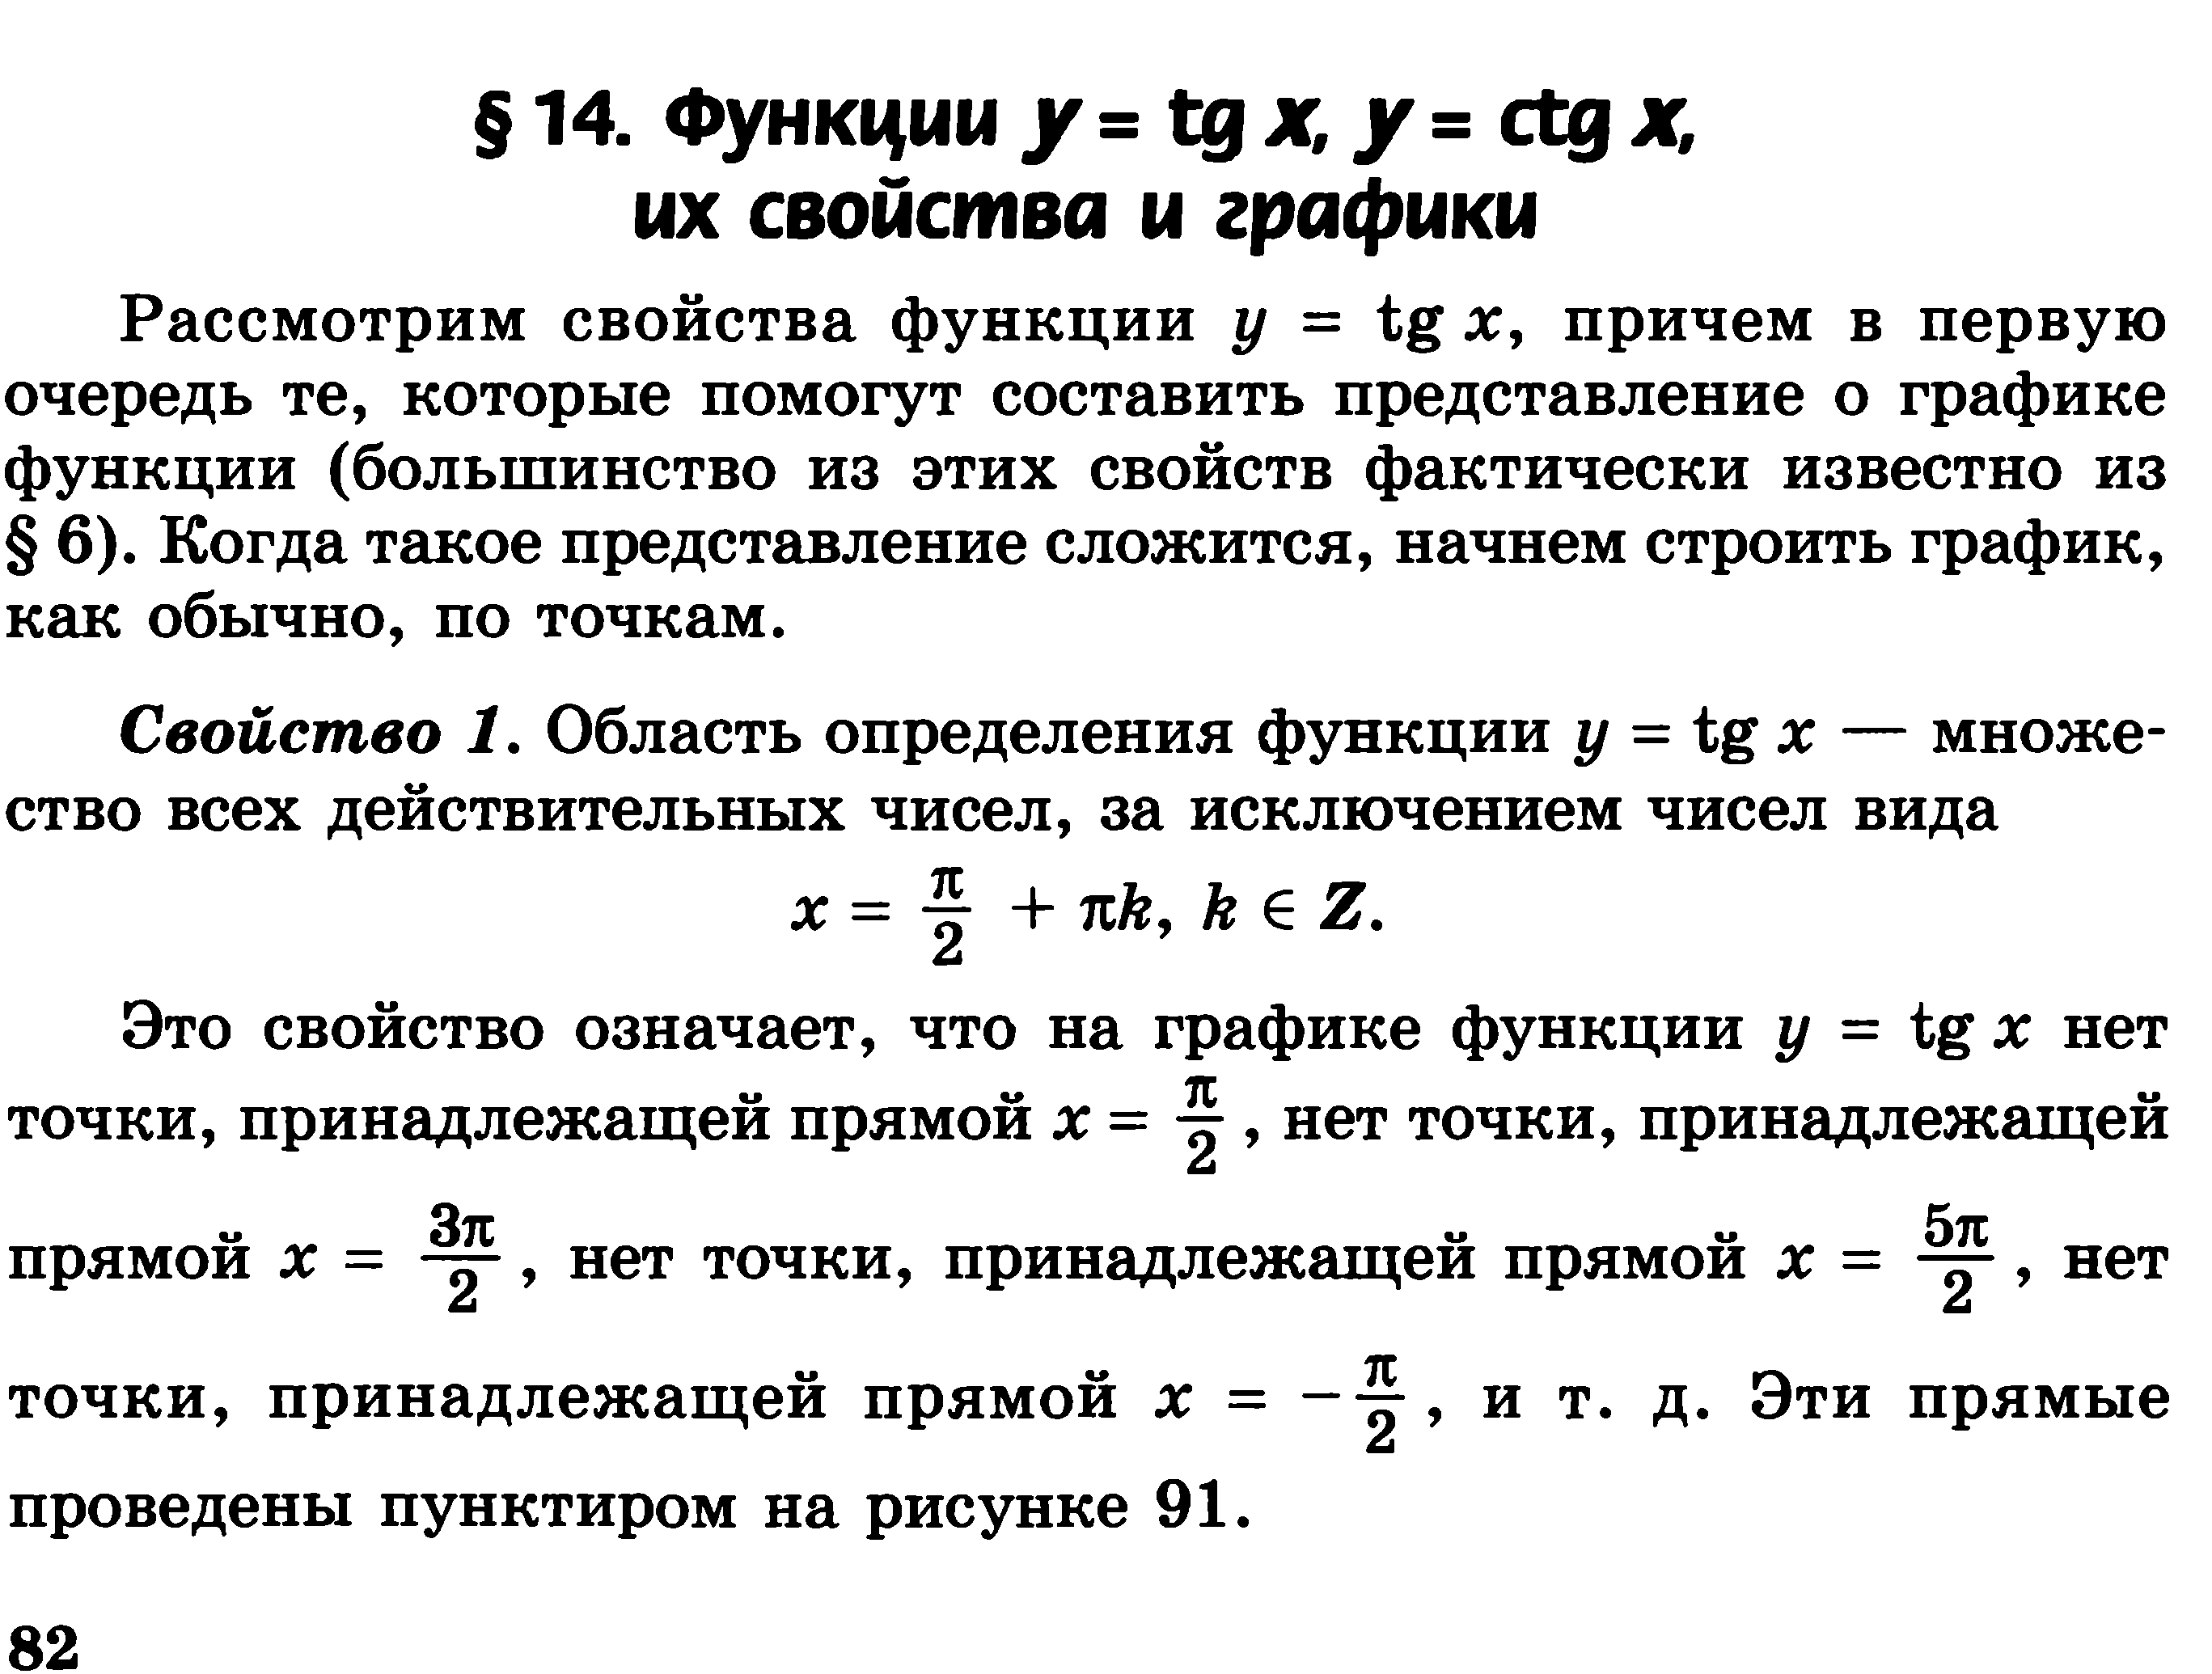 § 14. Функции y = tg x, y = ctg x,
их свойства и графики
Рассмотрим свойства функции y = tg x, причем в первую
очередь те, которые помогут составить представление о графике
функции (большинство из этих свойств фактически известно из
§ 6). Когда такое представление сложится, начнем строить график,
как обычно, по точкам.
Свойство 1. Область определения функции y = tg x — множе-
ство всех действительных чисел, за исключением чисел вида
x = π/2 + πk, k ∈ Z.
Это свойство означает, что на графике функции y = tg x нет
точки, принадлежащей прямой x = π/2, нет точки, принадлежащей
прямой x = 3π/2, нет точки, принадлежащей прямой x = 5π/2, нет
точки, принадлежащей прямой x = −π/2, и т. д. Эти прямые
проведены пунктиром на рисунке 91.
82